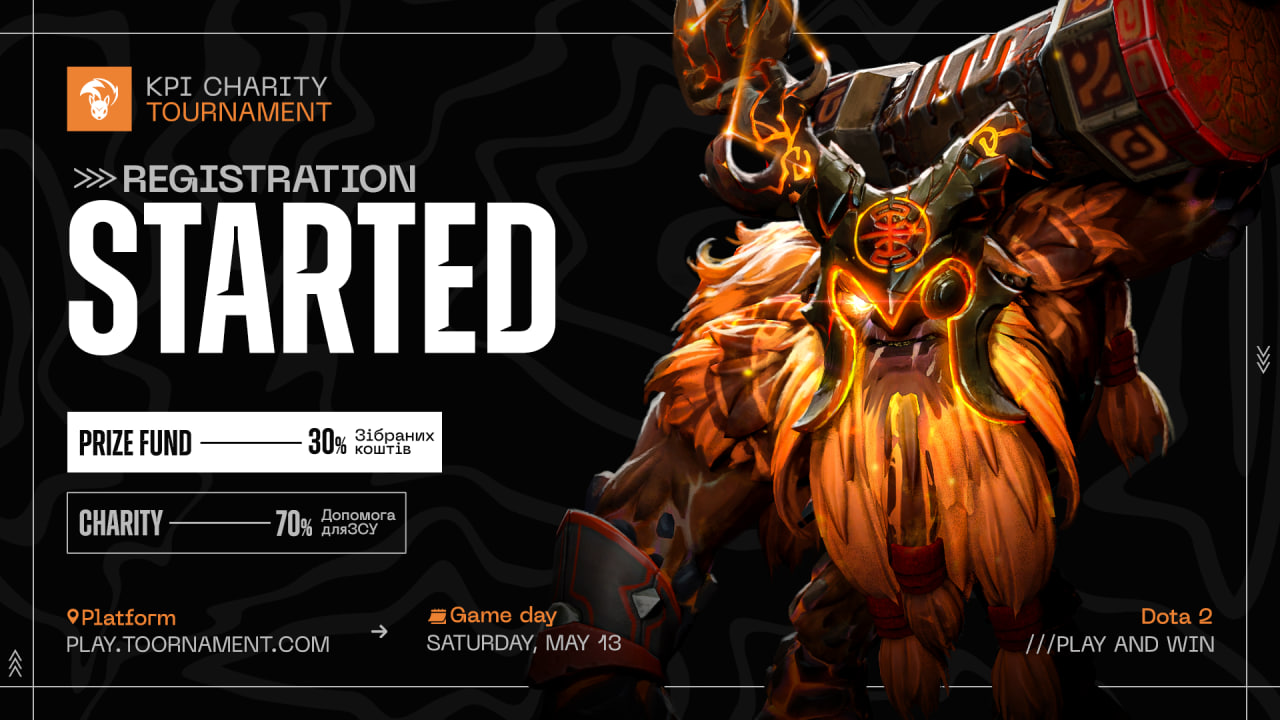 KPI CHARITY
TOURNAMENT
>>> REGISTRATION
STARTED
PRIZE FUND 30% Зібраних
коштів
CHARITY 70% Допомога
дляЗСУ
Platform
PLAY.TOORNAMENT.COM
Game day
SATURDAY, MAY 13
Dota 2
///PLAY AND WIN